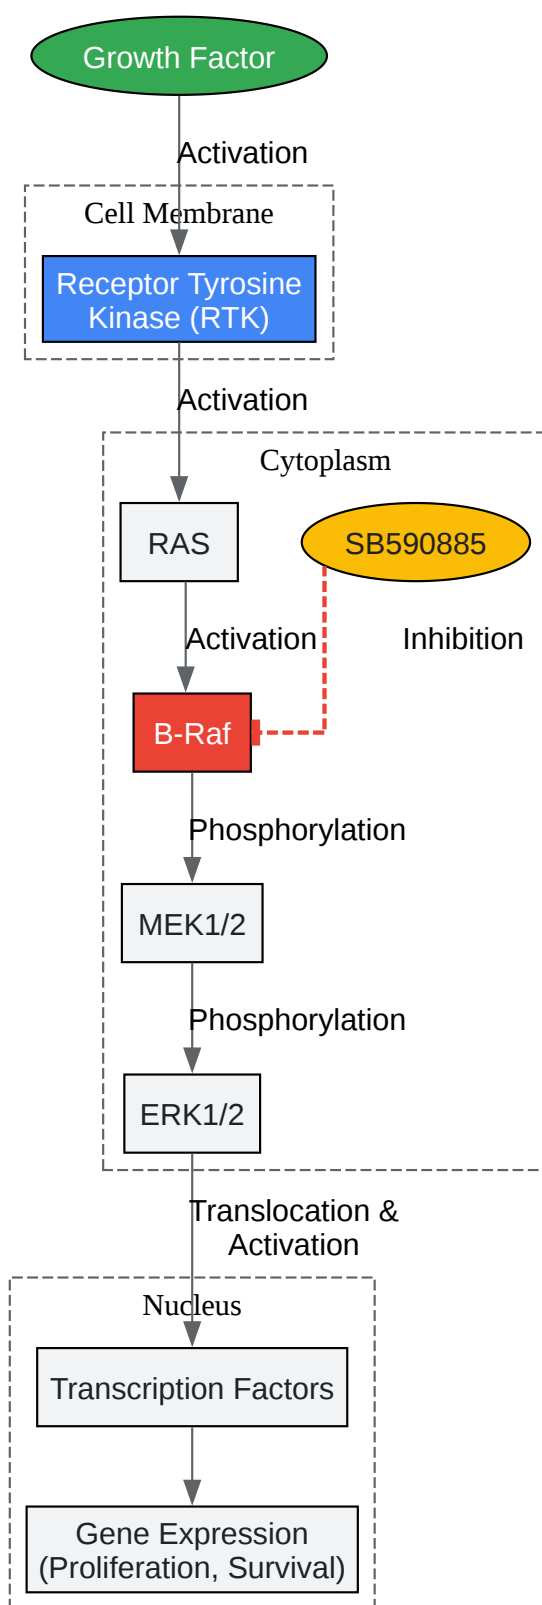 Growth Factor
Activation
Cell Membrane
Receptor Tyrosine
Kinase (RTK)
Activation
Cytoplasm
RAS
SB590885
Activation
Inhibition
B-Raf
Phosphorylation
MEK1/2
Phosphorylation
ERK1/2
Translocation &
Activation
Nucleus
Transcription Factors
Gene Expression
(Proliferation, Survival)